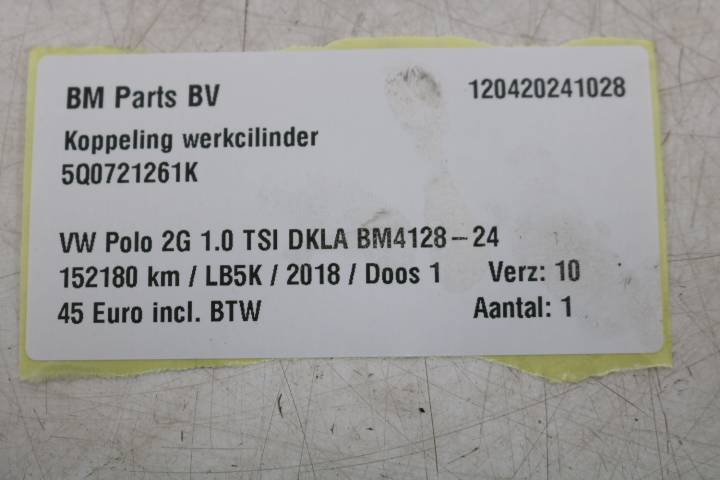 BM Parts BV 120420241028
Koppeling werkcilinder
5Q0721261K
VW Polo 2G 1.0 TSI DKLA BM4128-24
152180 km / LB5K / 2018 / Doos 1 Verz: 10
45 Euro incl. BTW Aantal: 1